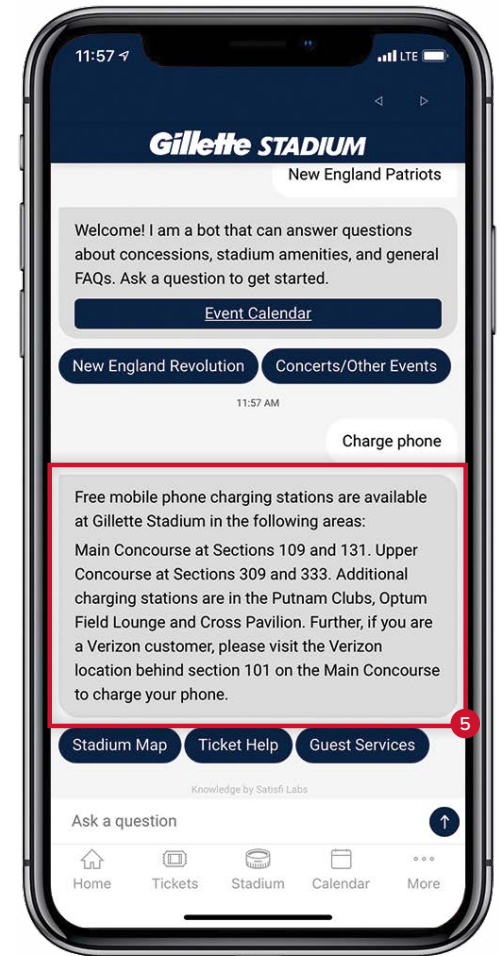 11:57
LTE
Gillette STADIUM
New England Patriots
Welcome! I am a bot that can answer questions
about concessions, stadium amenities, and general
FAQs. Ask a question to get started.
Event Calendar
New England Revolution
Concerts/Other Events
11:57 AM
Charge phone
Free mobile phone charging stations are available
at Gillette Stadium in the following areas:
Main Concourse at Sections 109 and 131. Upper
Concourse at Sections 309 and 333. Additional
charging stations are in the Putnam Clubs, Optum
Field Lounge and Cross Pavilion. Further, if you are
a Verizon customer, please visit the Verizon
location behind section 101 on the Main Concourse
to charge your phone.
5
Stadium Map
Ticket Help
Guest Services
Knowledge by Satisfi Labs
Ask a question
Home
Tickets
Stadium
Calendar
More